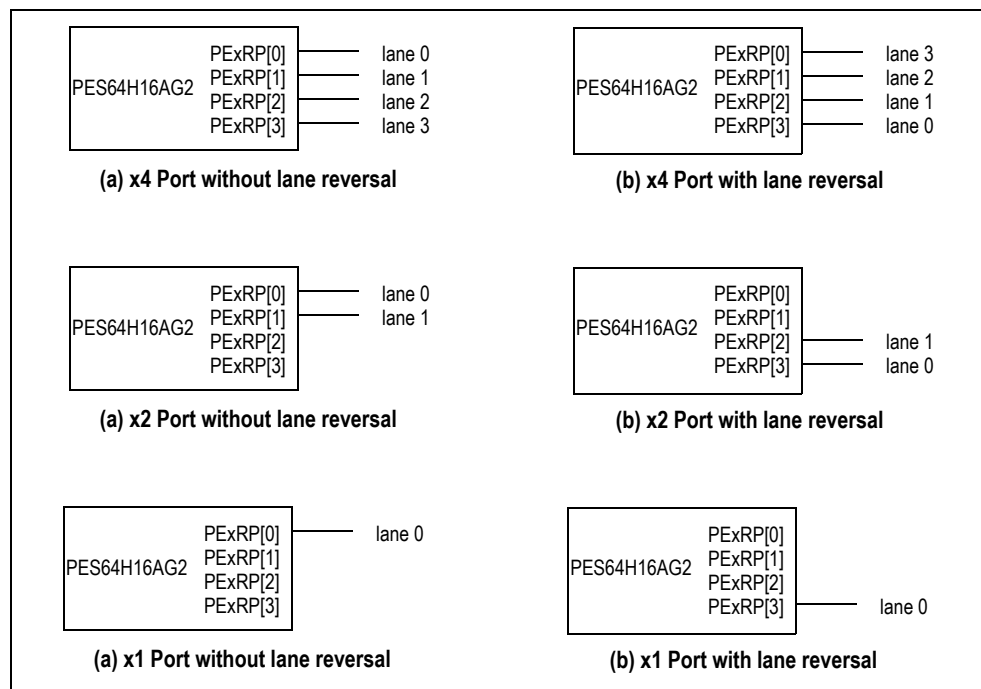 PES64H16AG2
PExRP[0] lane 0
PExRP[1] lane 1
PExRP[2] lane 2
PExRP[3] lane 3
(a) x4 Port without lane reversal
PES64H16AG2
PExRP[0] lane 3
PExRP[1] lane 2
PExRP[2] lane 1
PExRP[3] lane 0
(b) x4 Port with lane reversal
PES64H16AG2
PExRP[0] lane 0
PExRP[1] lane 1
PExRP[2]
PExRP[3]
(a) x2 Port without lane reversal
PES64H16AG2
PExRP[0]
PExRP[1]
PExRP[2] lane 1
PExRP[3] lane 0
(b) x2 Port with lane reversal
PES64H16AG2
PExRP[0] lane 0
PExRP[1]
PExRP[2]
PExRP[3]
(a) x1 Port without lane reversal
PES64H16AG2
PExRP[0]
PExRP[1]
PExRP[2]
PExRP[3] lane 0
(b) x1 Port with lane reversal